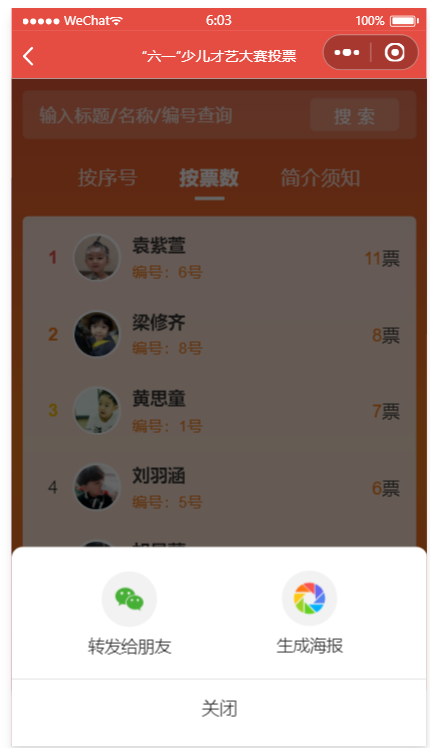 WeChat 6:03 100%
“六一”少儿才艺大赛投票
输入标题/名称/编号查询 搜 索
按序号 按票数 简介须知
1 袁紫萱 11票
编号：6号
2 梁修齐 8票
编号：8号
3 黄思童 7票
编号：1号
4 刘羽涵 6票
编号：5号
转发给朋友 生成海报
关闭